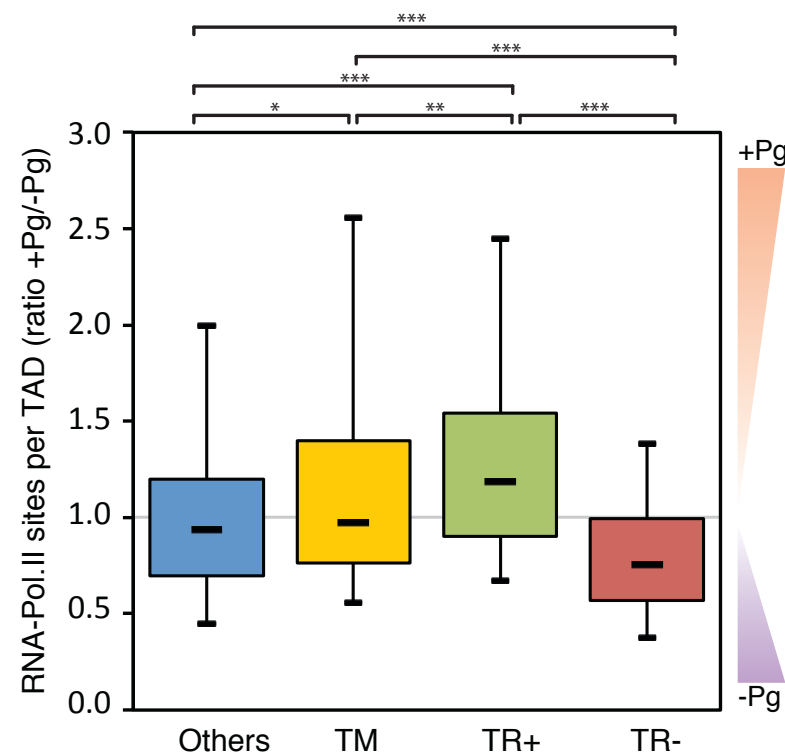 ***
***
***
*
**
***
RNA-Pol.II sites per TAD (ratio +Pg/-Pg)
3.0
2.5
2.0
1.5
1.0
0.5
0.0
Others
TM
TR+
TR-
+Pg
-Pg